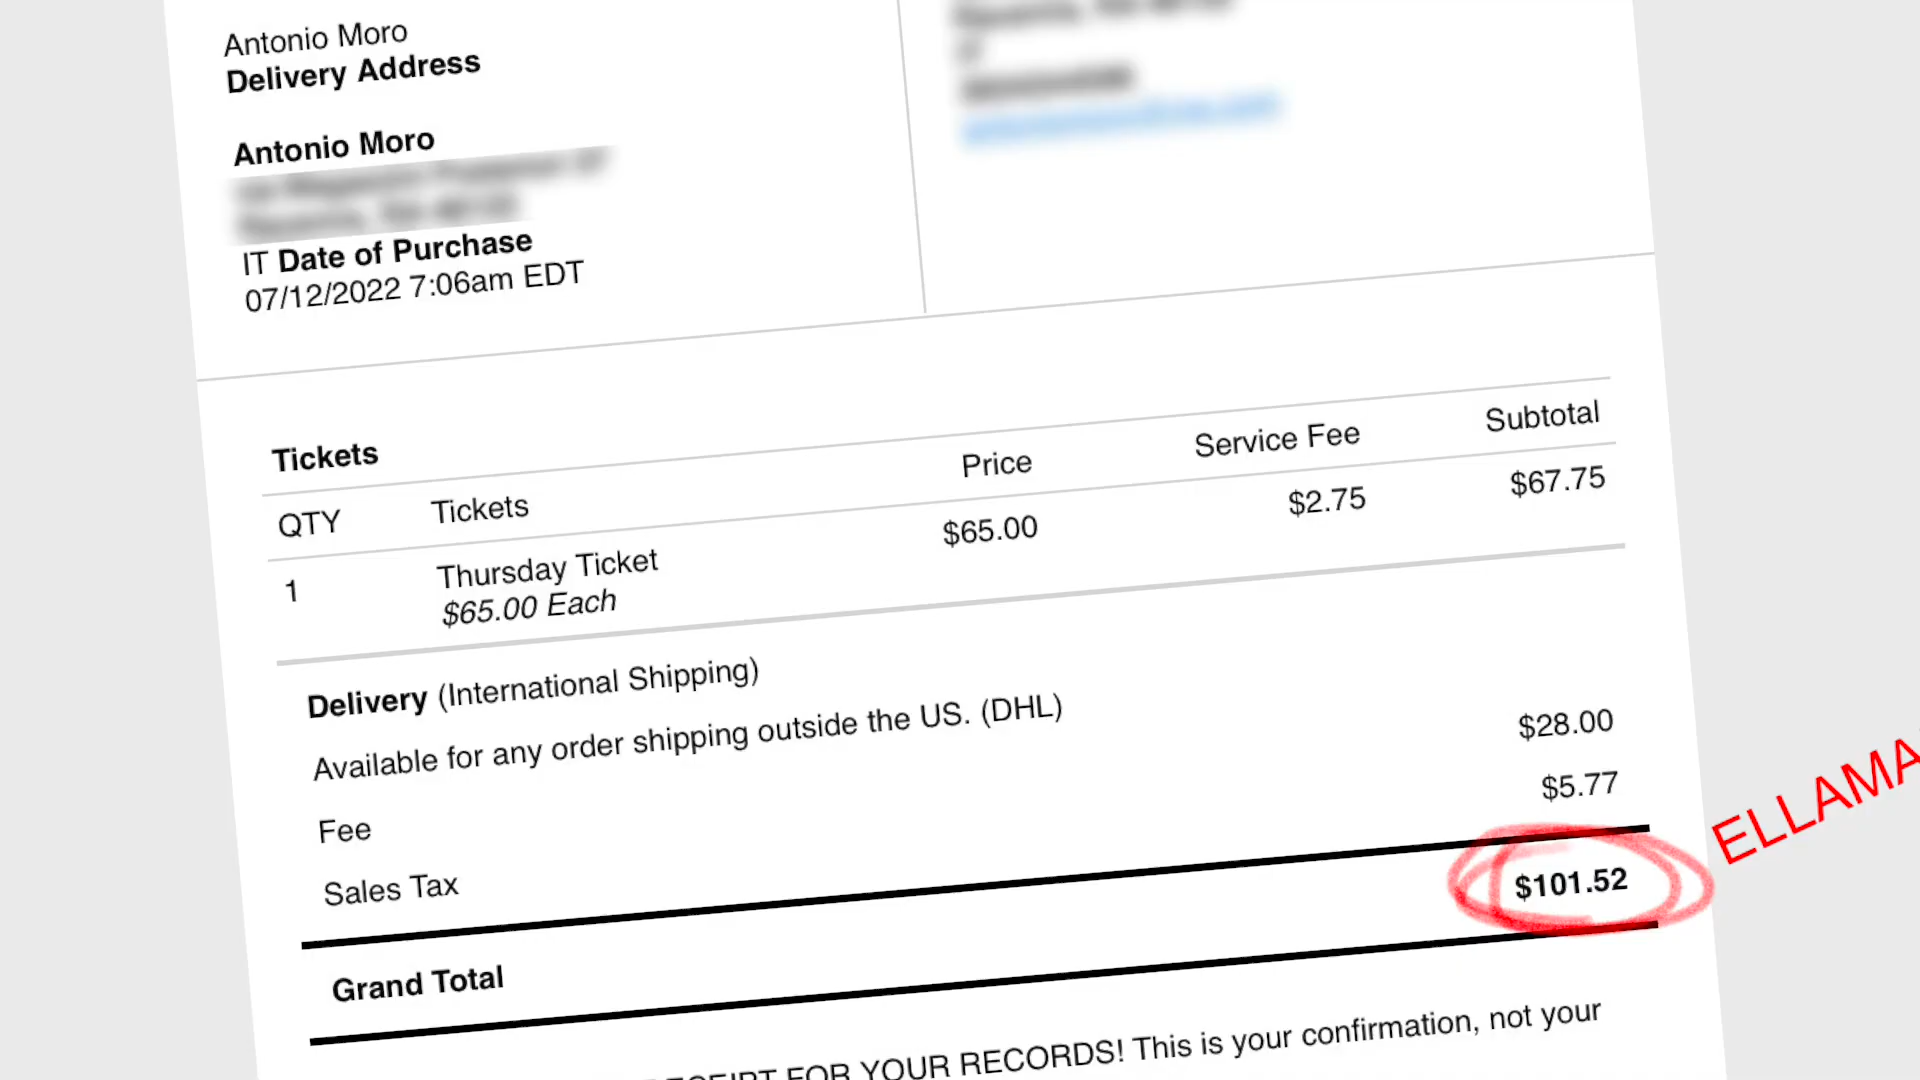 Antonio Moro
Delivery Address
Antonio Moro
IT Date of Purchase
07/12/2022 7:06am EDT
Tickets
QTY Tickets Price Service Fee Subtotal
1 Thursday Ticket $65.00 $2.75 $67.75
$65.00 Each
Delivery (International Shipping)
Available for any order shipping outside the US. (DHL) $28.00
Fee $5.77
Sales Tax
Grand Total $101.52
ELLAMA
FOR YOUR RECORDS! This is your confirmation, not your